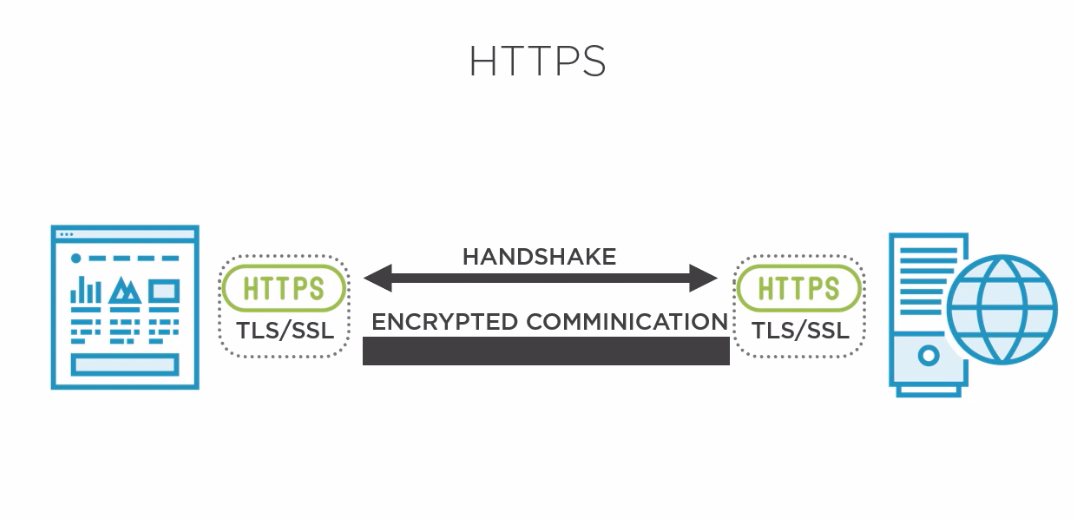 HTTPS
HANDSHAKE
HTTPS
HTTPS
ENCRYPTED COMMINICATION
TLS/SSL
TLS/SSL